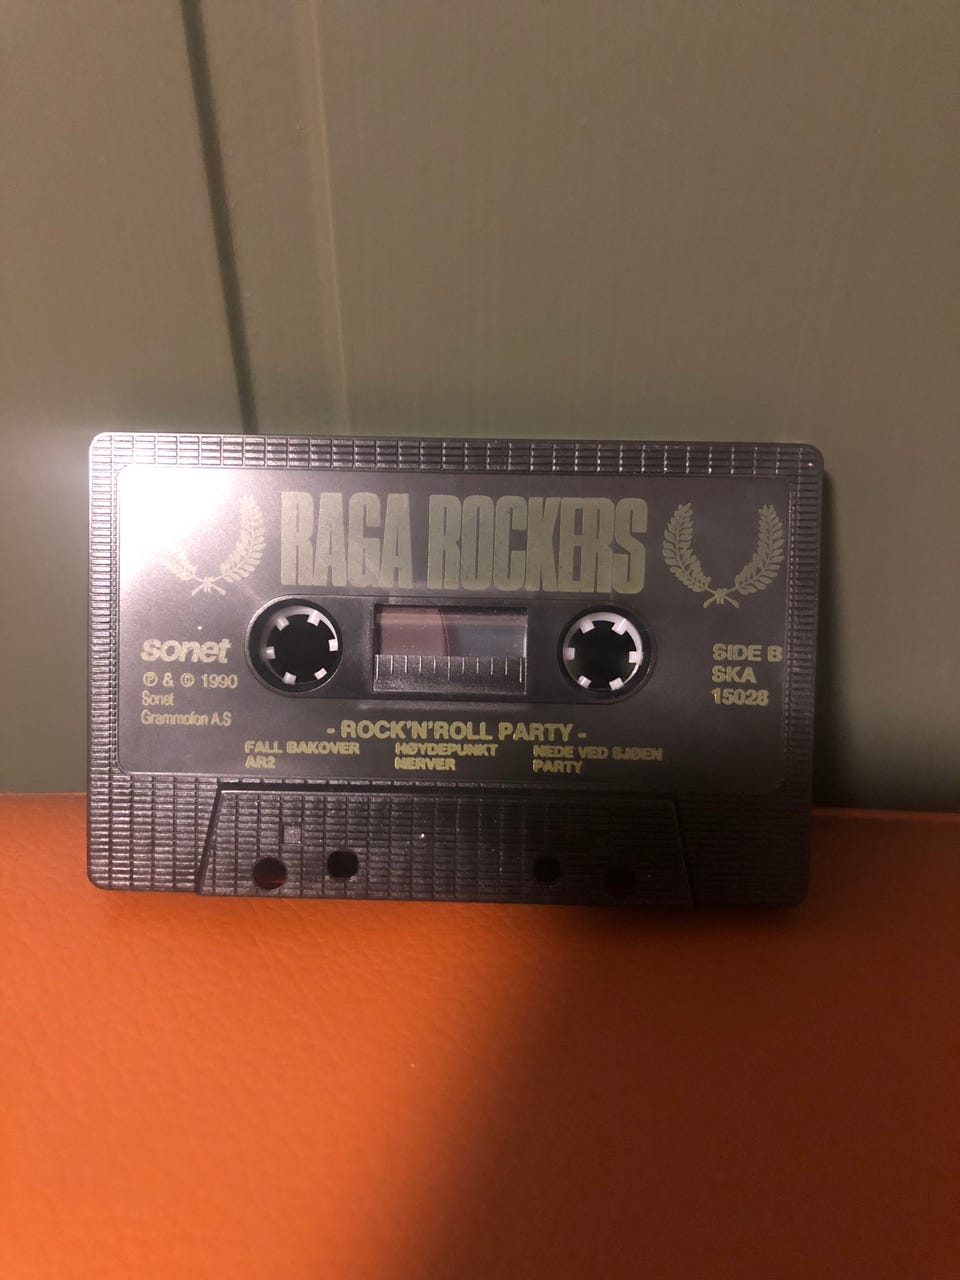 RAGA ROCKERS
sonet
℗ & © 1990
Sonet
Grammofon A.S
SIDE B
SKA
15028
- ROCK'N'ROLL PARTY -
FALL BAKOVER HØYDEPUNKT NEDE VED SJØEN
AR2 NERVER PARTY